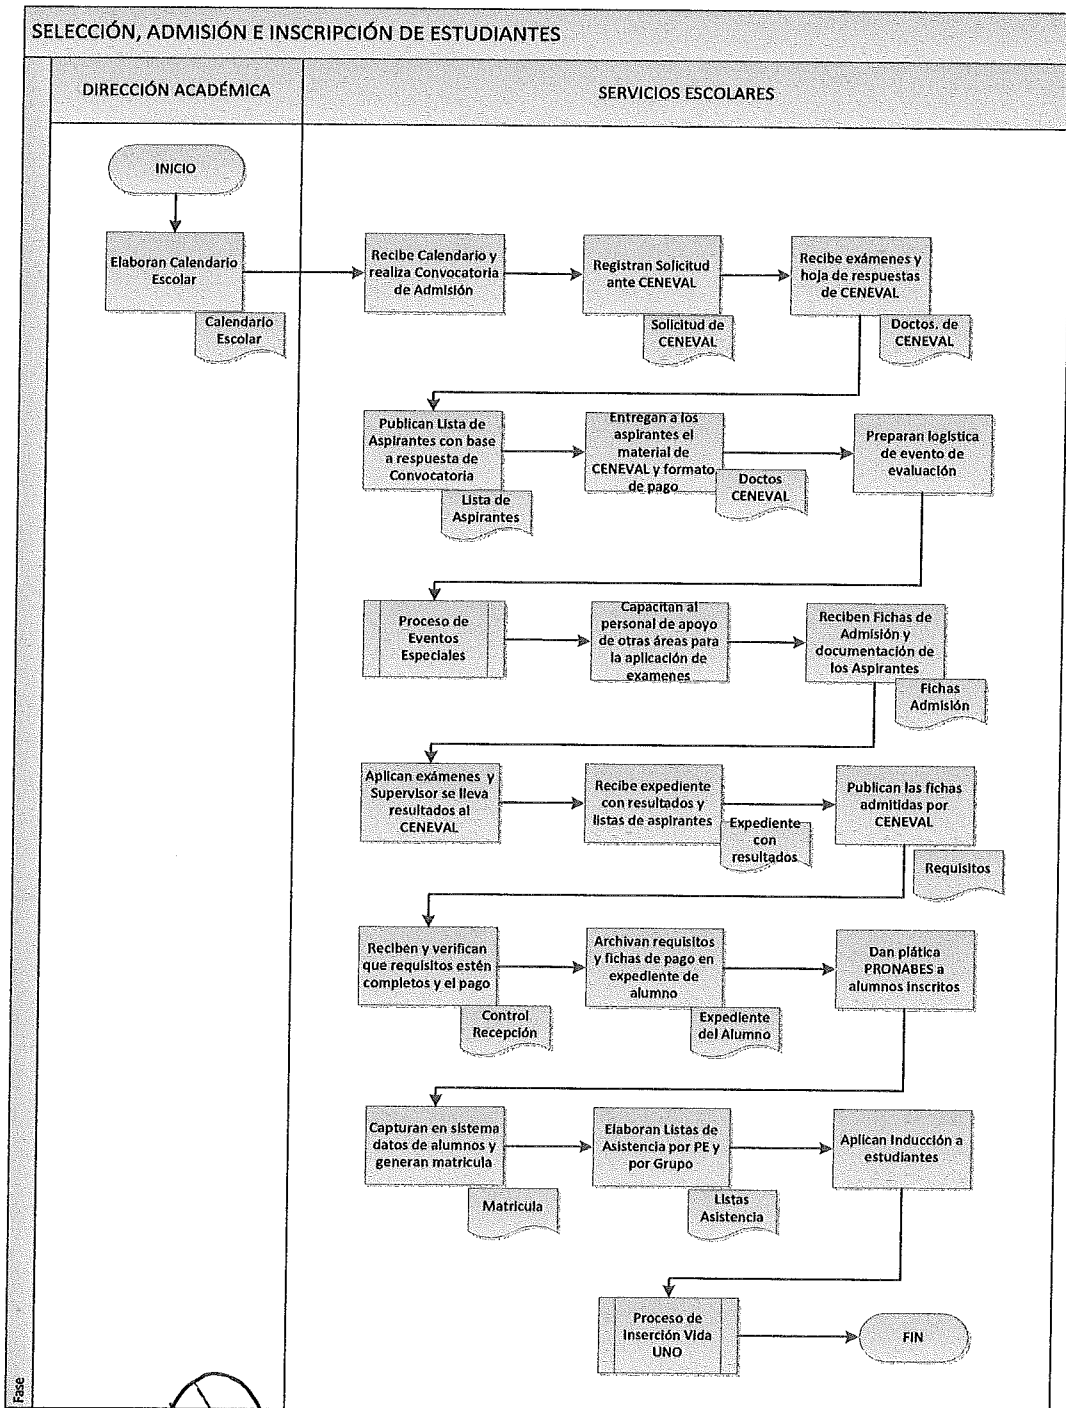 SELECCIÓN, ADMISIÓN E INSCRIPCIÓN DE ESTUDIANTES
DIRECCIÓN ACADÉMICA
SERVICIOS ESCOLARES
INICIO
Elaboran Calendario
Escolar
Calendario
Escolar
Recibe Calendario y
realiza Convocatoria
de Admisión
Registran Solicitud
ante CENEVAL
Solicitud de
CENEVAL
Recibe exámenes y
hoja de respuestas
de CENEVAL
Doctos. de
CENEVAL
Publican Lista de
Aspirantes con base
a respuesta de
Convocatoria
Lista de
Aspirantes
Entregan a los
aspirantes el
material de
CENEVAL y formato
de pago
Doctos
CENEVAL
Preparan logística
de evento de
evaluación
Proceso de
Eventos
Especiales
Capacitan al
personal de apoyo
de otras áreas para
la aplicación de
examenes
Reciben Fichas de
Admisión y
documentación de
los Aspirantes
Fichas
Admisión
Aplican exámenes y
Supervisor se lleva
resultados al
CENEVAL
Recibe expediente
con resultados y
listas de aspirantes
Expediente
con
resultados
Publican las fichas
admitidas por
CENEVAL
Requisitos
Reciben y verifican
que requisitos estén
completos y el pago
Control
Recepción
Archivan requisitos
y fichas de pago en
expediente de
alumno
Expediente
del Alumno
Dan plática
PRONABES a
alumnos inscritos
Capturan en sistema
datos de alumnos y
generan matricula
Matricula
Elaboran Listas de
Asistencia por PE y
por Grupo
Listas
Asistencia
Aplican Inducción a
estudiantes
Proceso de
Inserción Vida
UNO
FIN
Fase